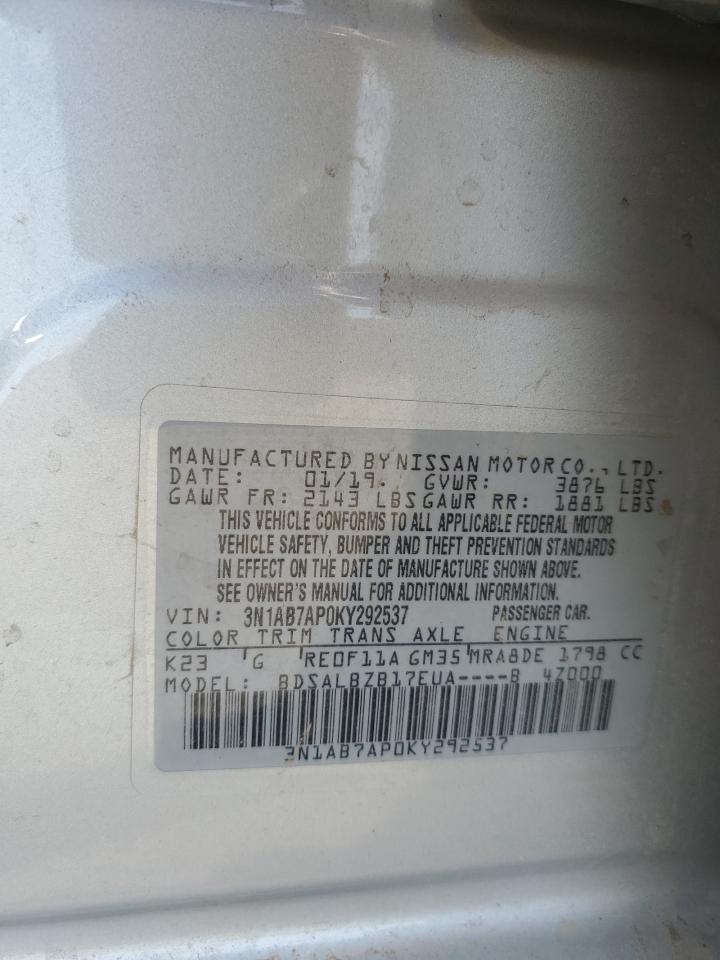 MANUFACTURED BY NISSAN MOTOR CO., LTD.
DATE: 01/19. GVWR: 3876 LBS
GAWR FR: 2143 LBS GAWR RR: 1881 LBS
THIS VEHICLE CONFORMS TO ALL APPLICABLE FEDERAL MOTOR
VEHICLE SAFETY, BUMPER AND THEFT PREVENTION STANDARDS
IN EFFECT ON THE DATE OF MANUFACTURE SHOWN ABOVE.
SEE OWNER'S MANUAL FOR ADDITIONAL INFORMATION.
VIN: 3N1AB7AP0KY292537 PASSENGER CAR.
COLOR TRIM TRANS AXLE ENGINE
K23 G RE0F11A GM35 MRA8DE 1798 CC
MODEL: BDSALBZB17EUA----B 4Z000
3N1AB7AP0KY292537